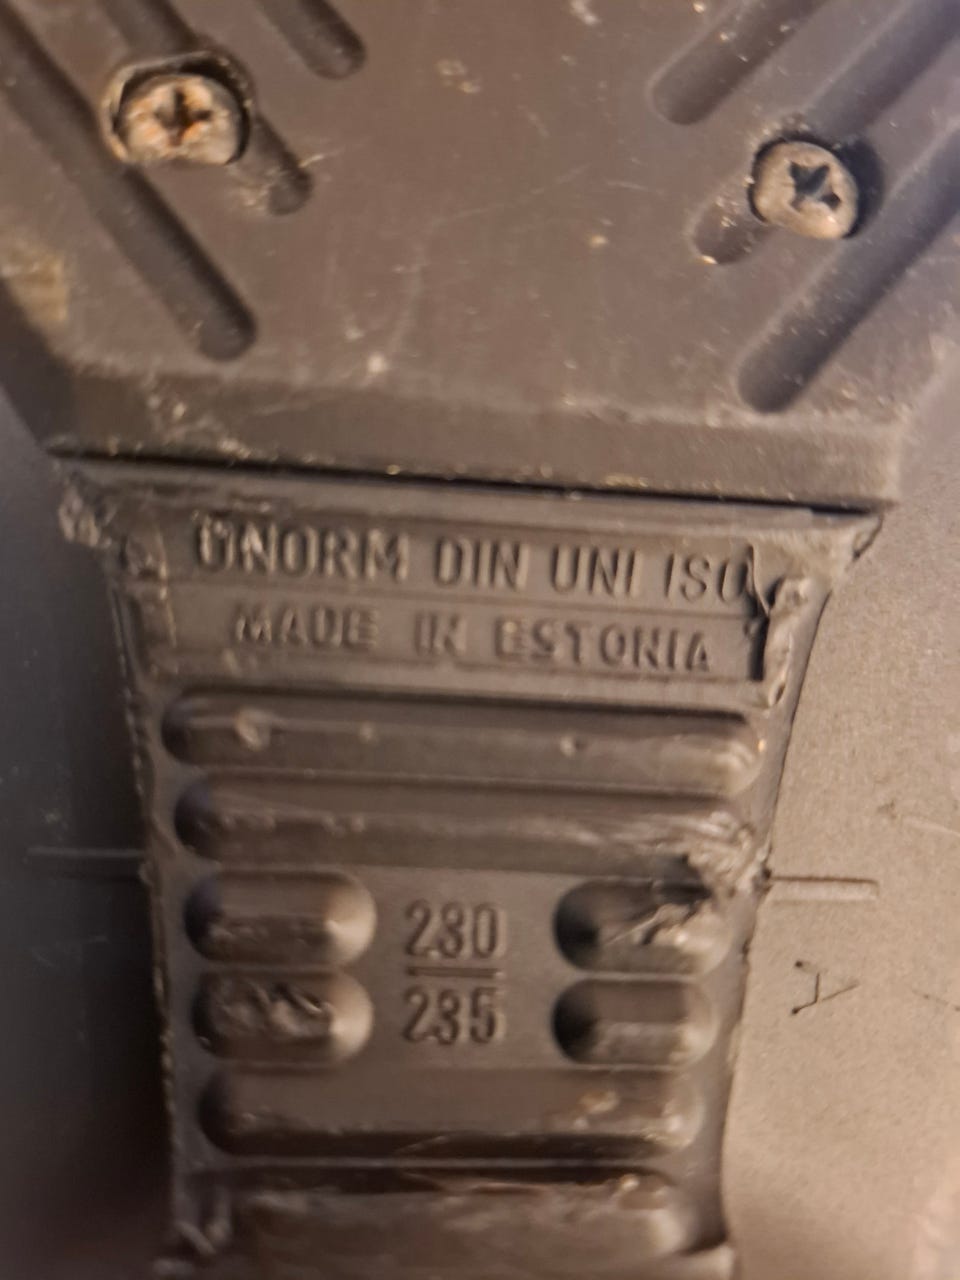 ÖNORM DIN UNI ISO
MADE IN ESTONIA
230
235
A